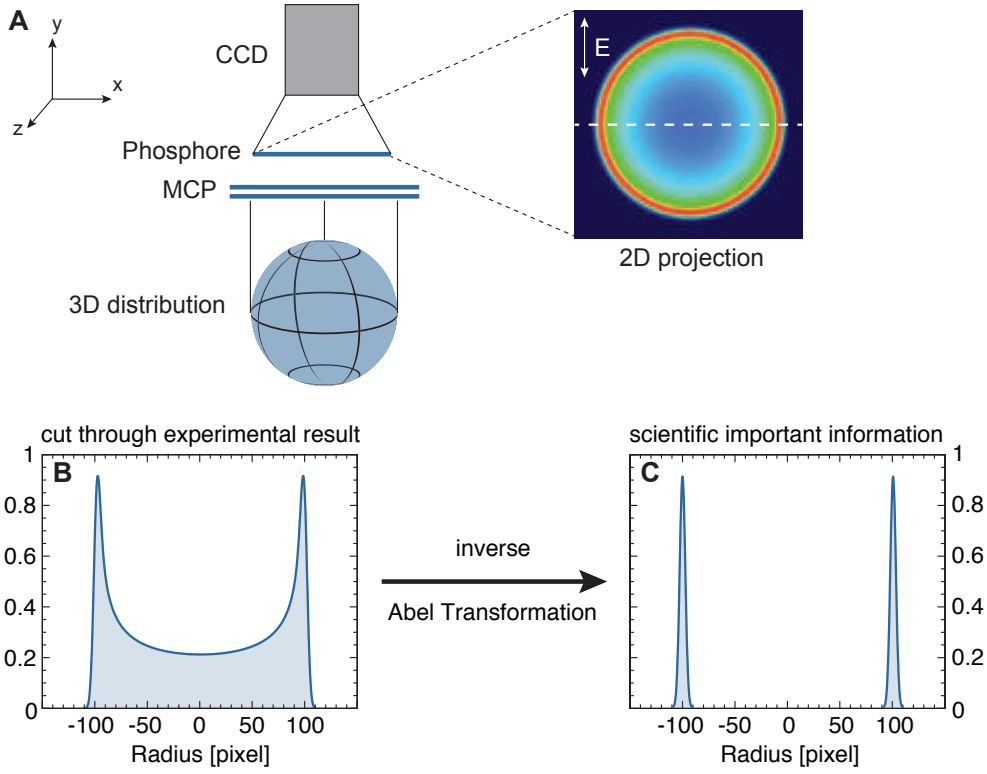 A
y
x
z
CCD
Phosphore
MCP
3D distribution
E
2D projection
cut through experimental result
B
1
0.8
0.6
0.4
0.2
0
-100 -50 0 50 100
Radius [pixel]
inverse
Abel Transformation
scientific important information
C
1
0.8
0.6
0.4
0.2
0
-100 -50 0 50 100
Radius [pixel]